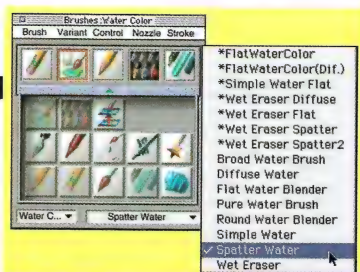 Brushes:Water Color
Brush Variant Control Nozzle Stroke
Water C...
Spatter Water
*FlatWaterColor
*FlatWaterColor(Dif.)
*Simple Water Flat
*Wet Eraser Diffuse
*Wet Eraser Flat
*Wet Eraser Spatter
*Wet Eraser Spatter2
Broad Water Brush
Diffuse Water
Flat Water Blender
Pure Water Brush
Round Water Blender
Simple Water
Spatter Water
Wet Eraser